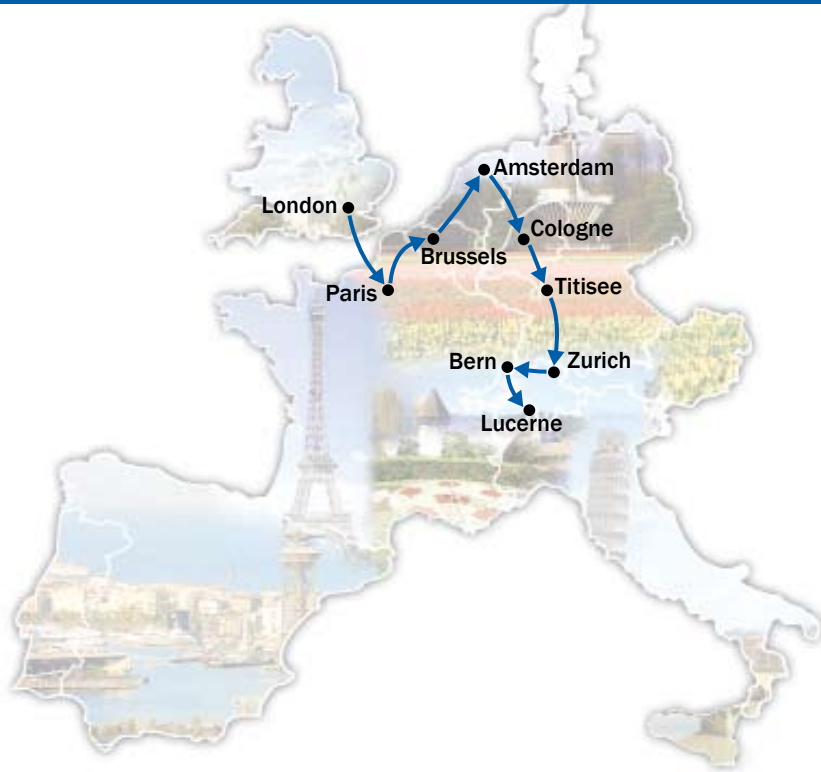 Amsterdam
London
Cologne
Brussels
Paris
Titisee
Bern
Zurich
Lucerne